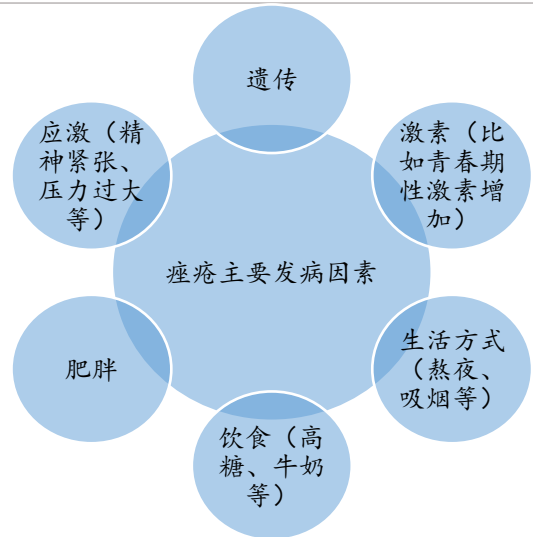 遗传
应激（精
神紧张、
压力过大
等）
激素（比
如青春期
性激素增
加）
痤疮主要发病因素
肥胖
生活方式
（熬夜、
吸烟等）
饮食（高
糖、牛奶
等）